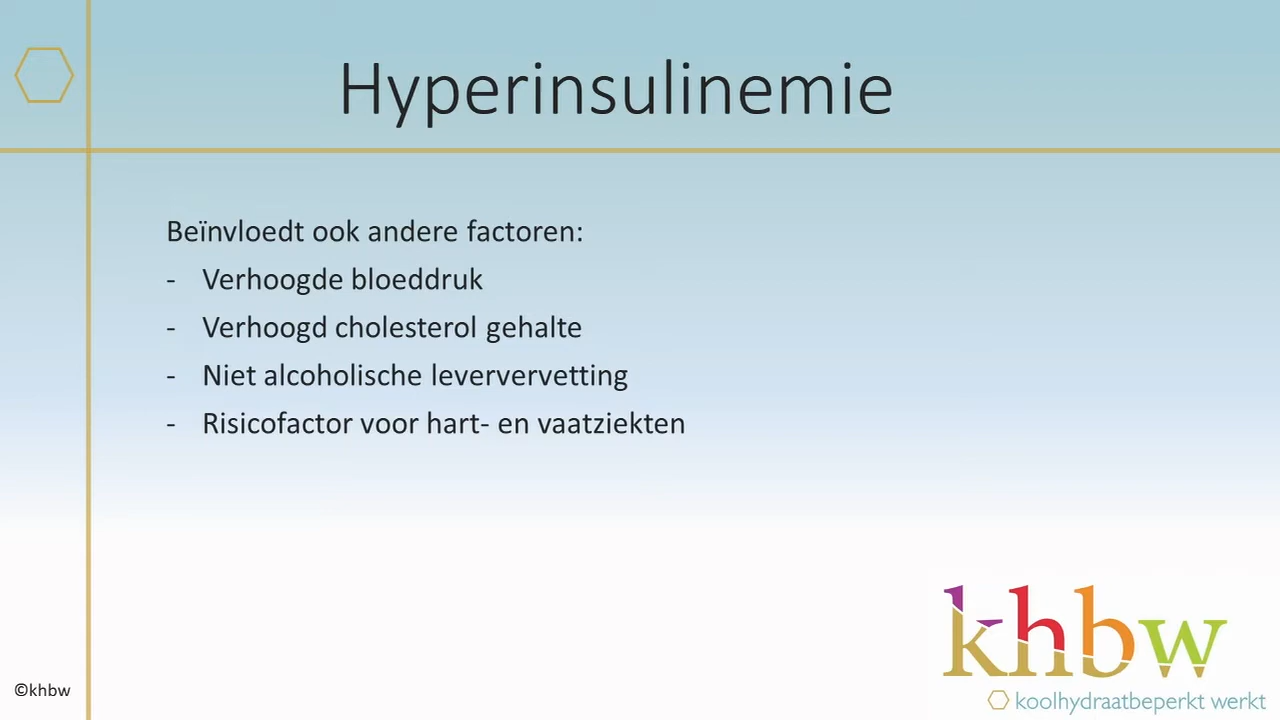 Hyperinsulinemie
Beïnvloedt ook andere factoren:
- Verhoogde bloeddruk
- Verhoogd cholesterol gehalte
- Niet alcoholische leververvetting
- Risicofactor voor hart- en vaatziekten
khbw
koolhydraatbeperkt werkt
©khbw